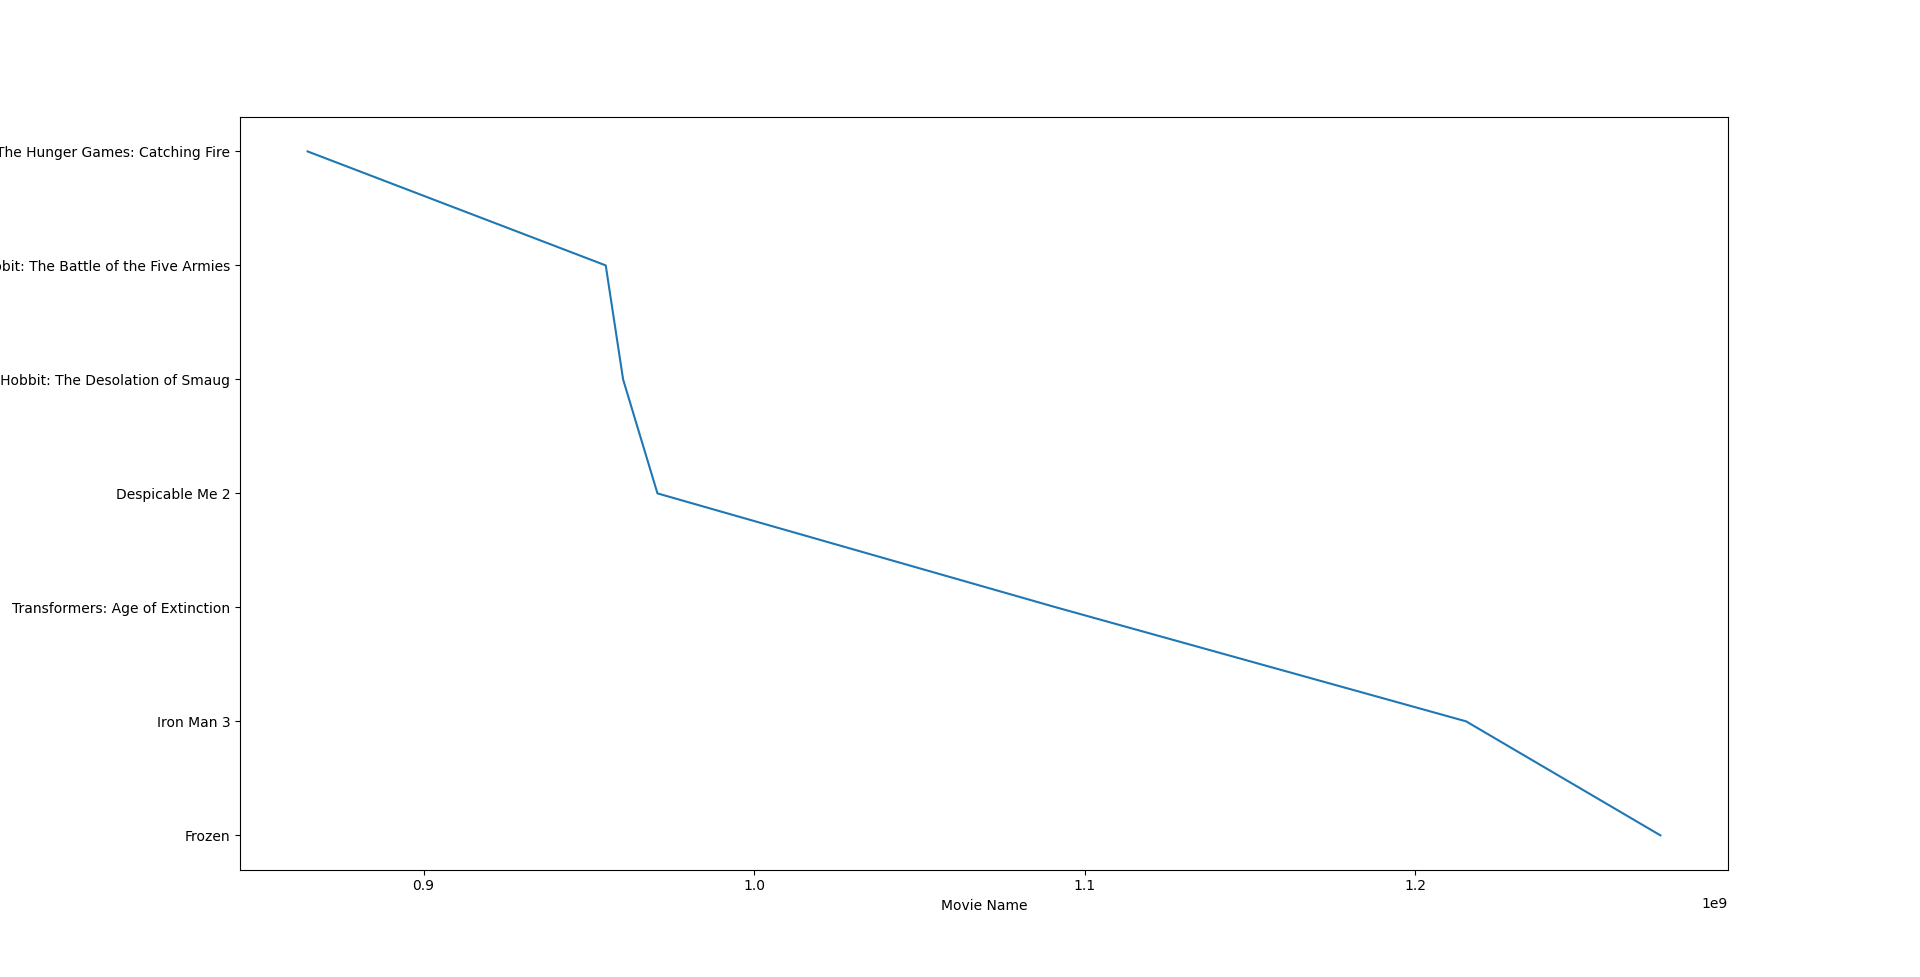 The Hunger Games: Catching Fire
bit: The Battle of the Five Armies
Hobbit: The Desolation of Smaug
Despicable Me 2
Transformers: Age of Extinction
Iron Man 3
Frozen
0.9 1.0 1.1 1.2
Movie Name 1e9